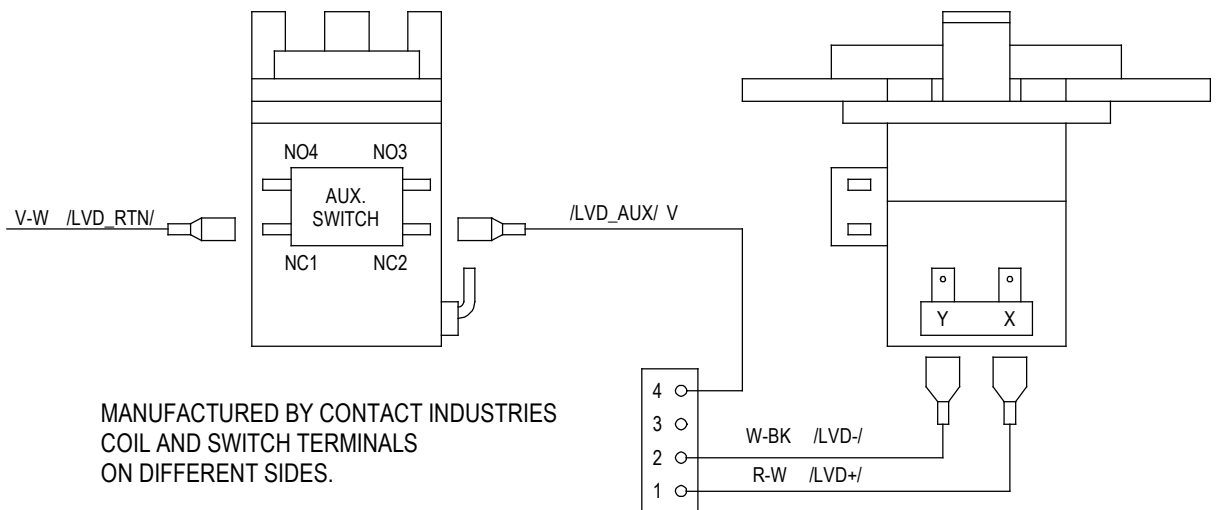 NO4 NO3
AUX.
SWITCH
V-W /LVD_RTN/
/LVD_AUX/ V
NC1 NC2
Y X
4
3
2
1
W-BK /LVD-/
R-W /LVD+/
MANUFACTURED BY CONTACT INDUSTRIES
COIL AND SWITCH TERMINALS
ON DIFFERENT SIDES.